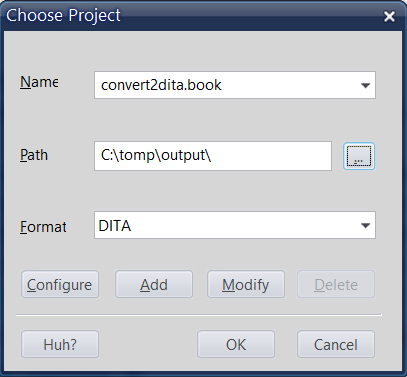 Choose Project
Name convert2dita.book
Path C:\tomp\output\ ...
Format DITA
Configure Add Modify Delete
Huh? OK Cancel